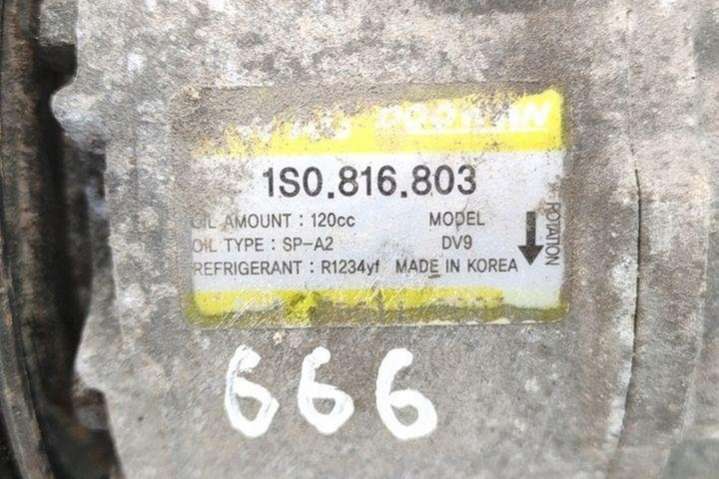 1S0.816.803
OIL AMOUNT : 120cc MODEL
OIL TYPE : SP-A2 DV9
REFRIGERANT : R1234yf MADE IN KOREA
ROTATION
666